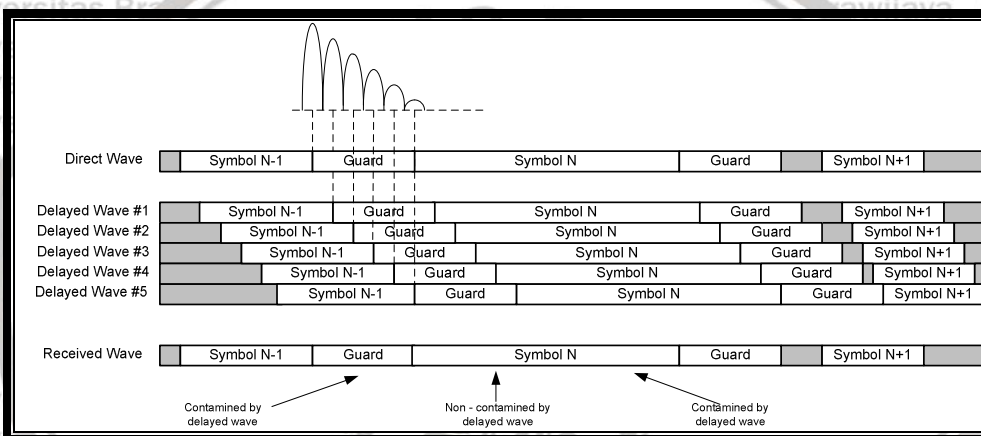 Direct Wave Symbol N-1 Guard Symbol N Guard Symbol N+1
Delayed Wave #1 Symbol N-1 Guard Symbol N Guard Symbol N+1
Delayed Wave #2 Symbol N-1 Guard Symbol N Guard Symbol N+1
Delayed Wave #3 Symbol N-1 Guard Symbol N Guard Symbol N+1
Delayed Wave #4 Symbol N-1 Guard Symbol N Guard Symbol N+1
Delayed Wave #5 Symbol N-1 Guard Symbol N Guard Symbol N+1
Received Wave Symbol N-1 Guard Symbol N Guard Symbol N+1
Contamined by Non - contamined by Contamined by
delayed wave delayed wave delayed wave